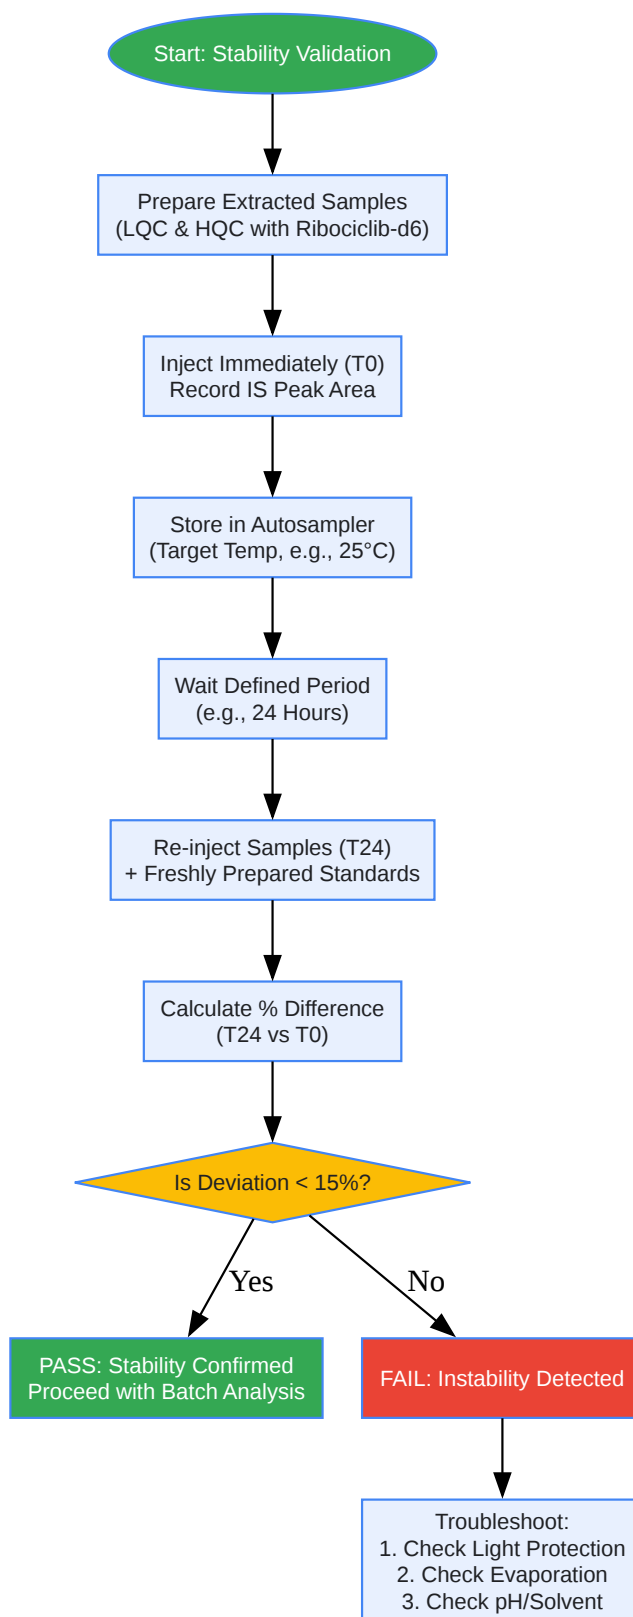 Start: Stability Validation
Prepare Extracted Samples
(LQC & HQC with Ribociclib-d6)
Inject Immediately (T0)
Record IS Peak Area
Store in Autosampler
(Target Temp, e.g., 25°C)
Wait Defined Period
(e.g., 24 Hours)
Re-inject Samples (T24)
+ Freshly Prepared Standards
Calculate % Difference
(T24 vs T0)
Is Deviation < 15%?
Yes
No
PASS: Stability Confirmed
Proceed with Batch Analysis
FAIL: Instability Detected
Troubleshoot:
1. Check Light Protection
2. Check Evaporation
3. Check pH/Solvent